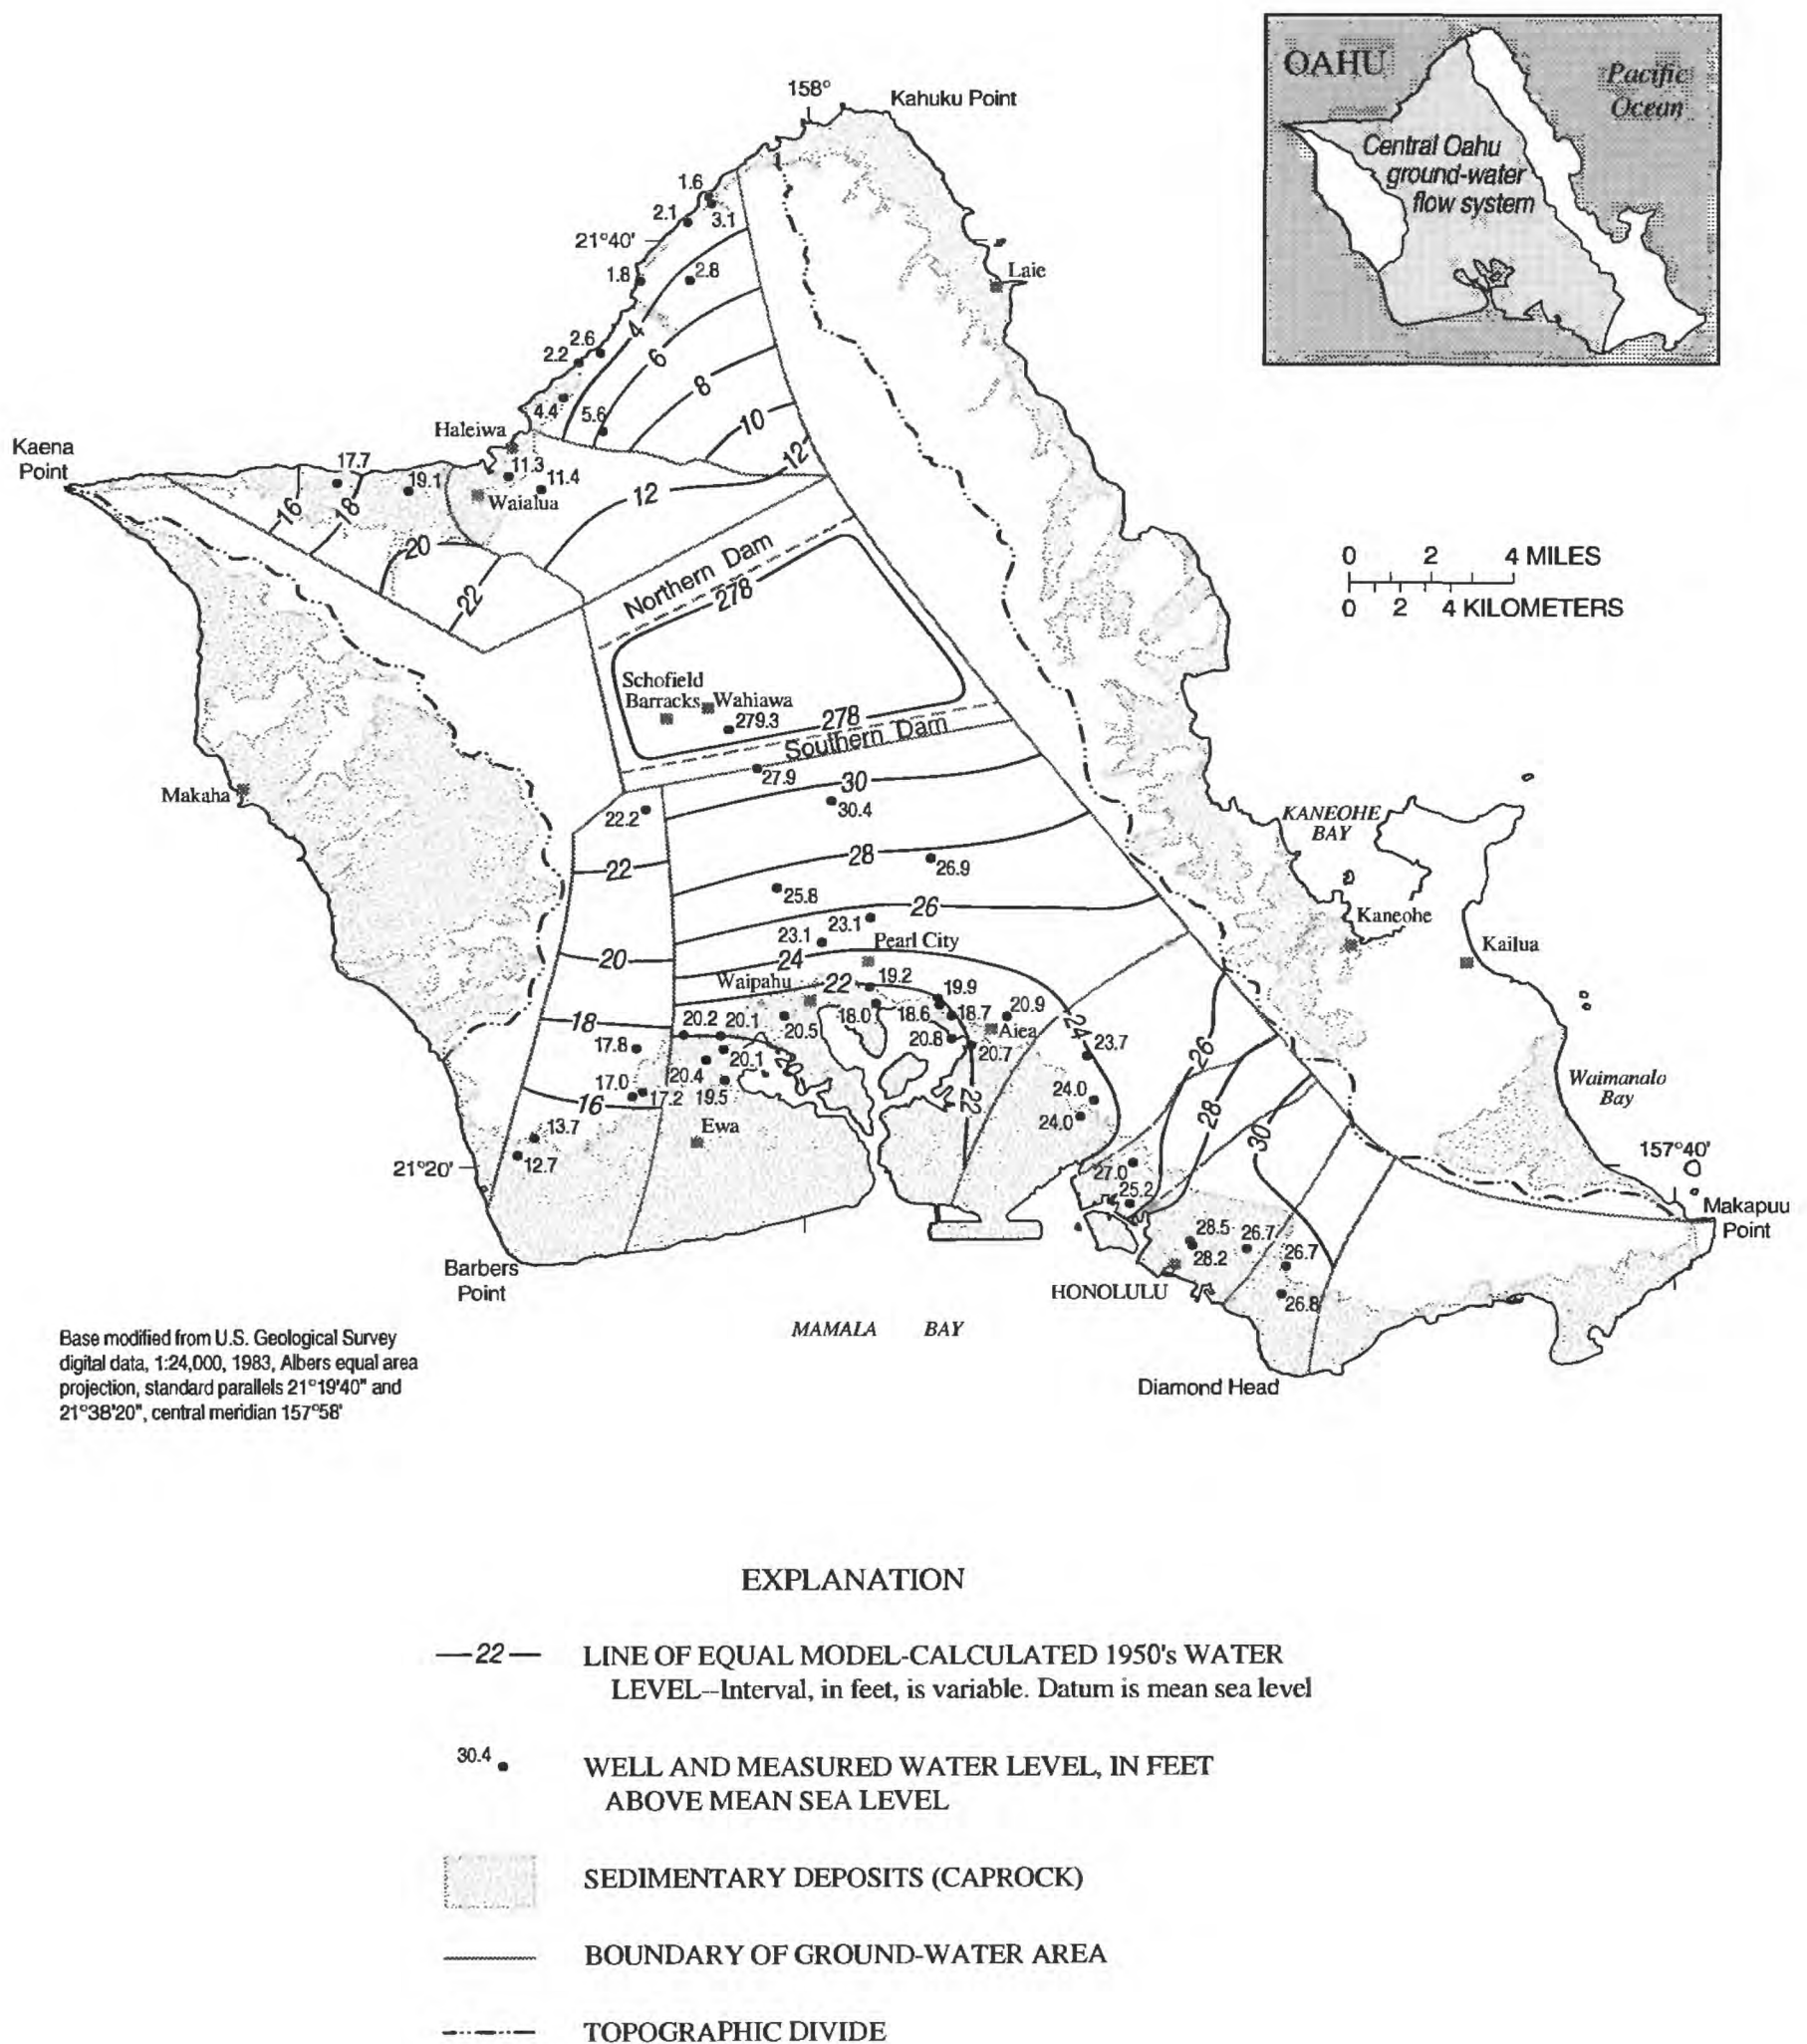 OAHU
Pacific
Ocean
Central Oahu
ground-water
flow system
158°
Kahuku Point
1.6
3.1
2.1
21°40'
1.8
2.8
Laie
4
2.6
2.2
6
8
4.4
5.6
10
Haleiwa
12
Kaena
Point
17.7
11.3
19.1
11.4
12
Waialua
16
18
20
22
0 2 4 MILES
0 2 4 KILOMETERS
Northern Dam
278
Schofield
Barracks
Wahiawa
279.3
278
Southern Dam
27.9
30
30.4
Makaha
22.2
KANEOHE
BAY
22
28
26.9
25.8
26
23.1
23.1
Pearl City
Kaneohe
Kailua
20
24
Waipahu
22
19.2
19.9
18
20.2
20.1
20.5
18.0
18.6
18.7
20.9
Aiea
24
17.8
20.1
20
20.8
20.7
23.7
26
20.4
17.0
17.2
19.5
16
22
24.0
24.0
28
Waimanalo
Bay
13.7
Ewa
30
157°40'
21°20'
12.7
27.0
25.2
Makapuu
Point
28.5
26.7
28.2
26.7
26.8
Barbers
Point
HONOLULU
MAMALA BAY
Diamond Head
Base modified from U.S. Geological Survey
digital data, 1:24,000, 1983, Albers equal area
projection, standard parallels 21°19'40" and
21°38'20", central meridian 157°58'
EXPLANATION
22
LINE OF EQUAL MODEL-CALCULATED 1950's WATER
LEVEL--Interval, in feet, is variable. Datum is mean sea level
30.4
WELL AND MEASURED WATER LEVEL, IN FEET
ABOVE MEAN SEA LEVEL
SEDIMENTARY DEPOSITS (CAPROCK)
BOUNDARY OF GROUND-WATER AREA
TOPOGRAPHIC DIVIDE